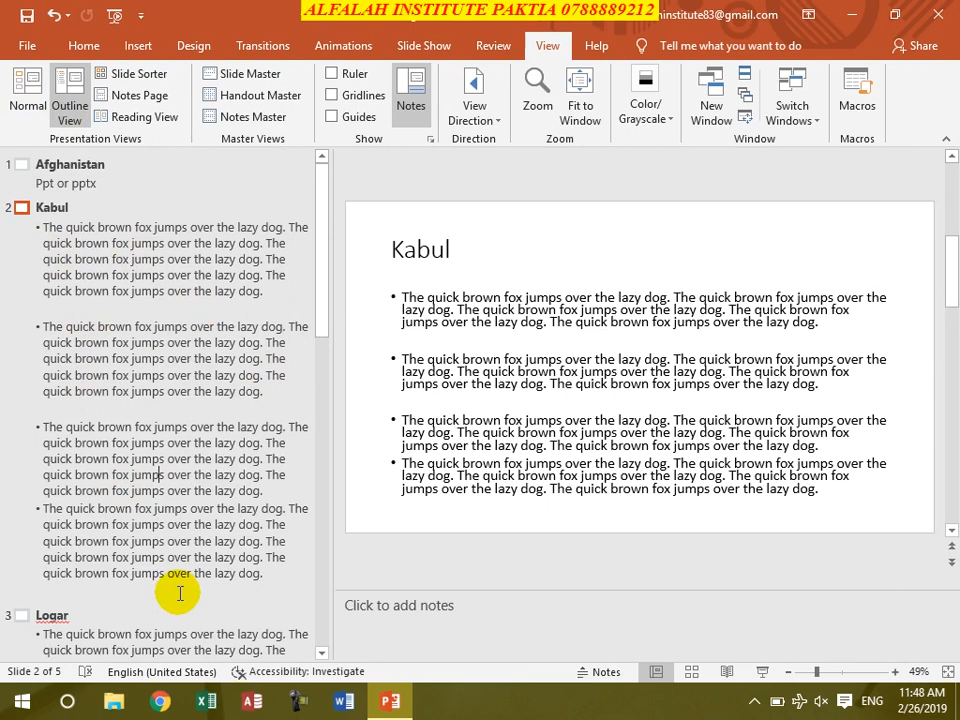 ALFALAH INSTITUTE PAKTIA 0788889212
institute83@gmail.com
File Home Insert Design Transitions Animations Slide Show Review View Help Tell me what you want to do Share
Normal
Outline View
Slide Sorter
Notes Page
Reading View
Presentation Views
Slide Master
Handout Master
Notes Master
Master Views
Ruler
Gridlines
Guides
Show
Notes
View Direction
Direction
Zoom
Fit to Window
Zoom
Color/ Grayscale
New Window
Switch Windows
Window
Macros
Macros
1 Afghanistan
Ppt or pptx
2 Kabul
• The quick brown fox jumps over the lazy dog. The
quick brown fox jumps over the lazy dog. The
quick brown fox jumps over the lazy dog. The
quick brown fox jumps over the lazy dog. The
quick brown fox jumps over the lazy dog.
• The quick brown fox jumps over the lazy dog. The
quick brown fox jumps over the lazy dog. The
quick brown fox jumps over the lazy dog. The
quick brown fox jumps over the lazy dog. The
quick brown fox jumps over the lazy dog.
• The quick brown fox jumps over the lazy dog. The
quick brown fox jumps over the lazy dog. The
quick brown fox jumps over the lazy dog. The
quick brown fox jumps over the lazy dog. The
quick brown fox jumps over the lazy dog.
• The quick brown fox jumps over the lazy dog. The
quick brown fox jumps over the lazy dog. The
quick brown fox jumps over the lazy dog. The
quick brown fox jumps over the lazy dog. The
quick brown fox jumps over the lazy dog.
3 Logar
• The quick brown fox jumps over the lazy dog. The
quick brown fox jumps over the lazy dog. The
Kabul
• The quick brown fox jumps over the lazy dog. The quick brown fox jumps over the
lazy dog. The quick brown fox jumps over the lazy dog. The quick brown fox
jumps over the lazy dog. The quick brown fox jumps over the lazy dog.
• The quick brown fox jumps over the lazy dog. The quick brown fox jumps over the
lazy dog. The quick brown fox jumps over the lazy dog. The quick brown fox
jumps over the lazy dog. The quick brown fox jumps over the lazy dog.
• The quick brown fox jumps over the lazy dog. The quick brown fox jumps over the
lazy dog. The quick brown fox jumps over the lazy dog. The quick brown fox
jumps over the lazy dog. The quick brown fox jumps over the lazy dog.
• The quick brown fox jumps over the lazy dog. The quick brown fox jumps over the
lazy dog. The quick brown fox jumps over the lazy dog. The quick brown fox
jumps over the lazy dog. The quick brown fox jumps over the lazy dog.
Click to add notes
Slide 2 of 5 English (United States) Accessibility: Investigate Notes 49%
ENG
11:48 AM
2/26/2019